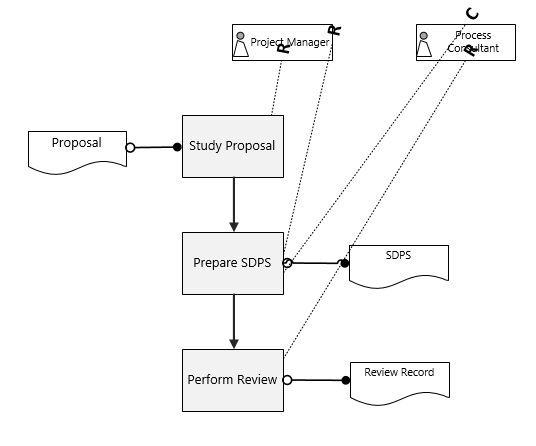 C
R
Project Manager
R
Process
Consultant
R
Proposal
Study Proposal
Prepare SDPS
SDPS
Perform Review
Review Record